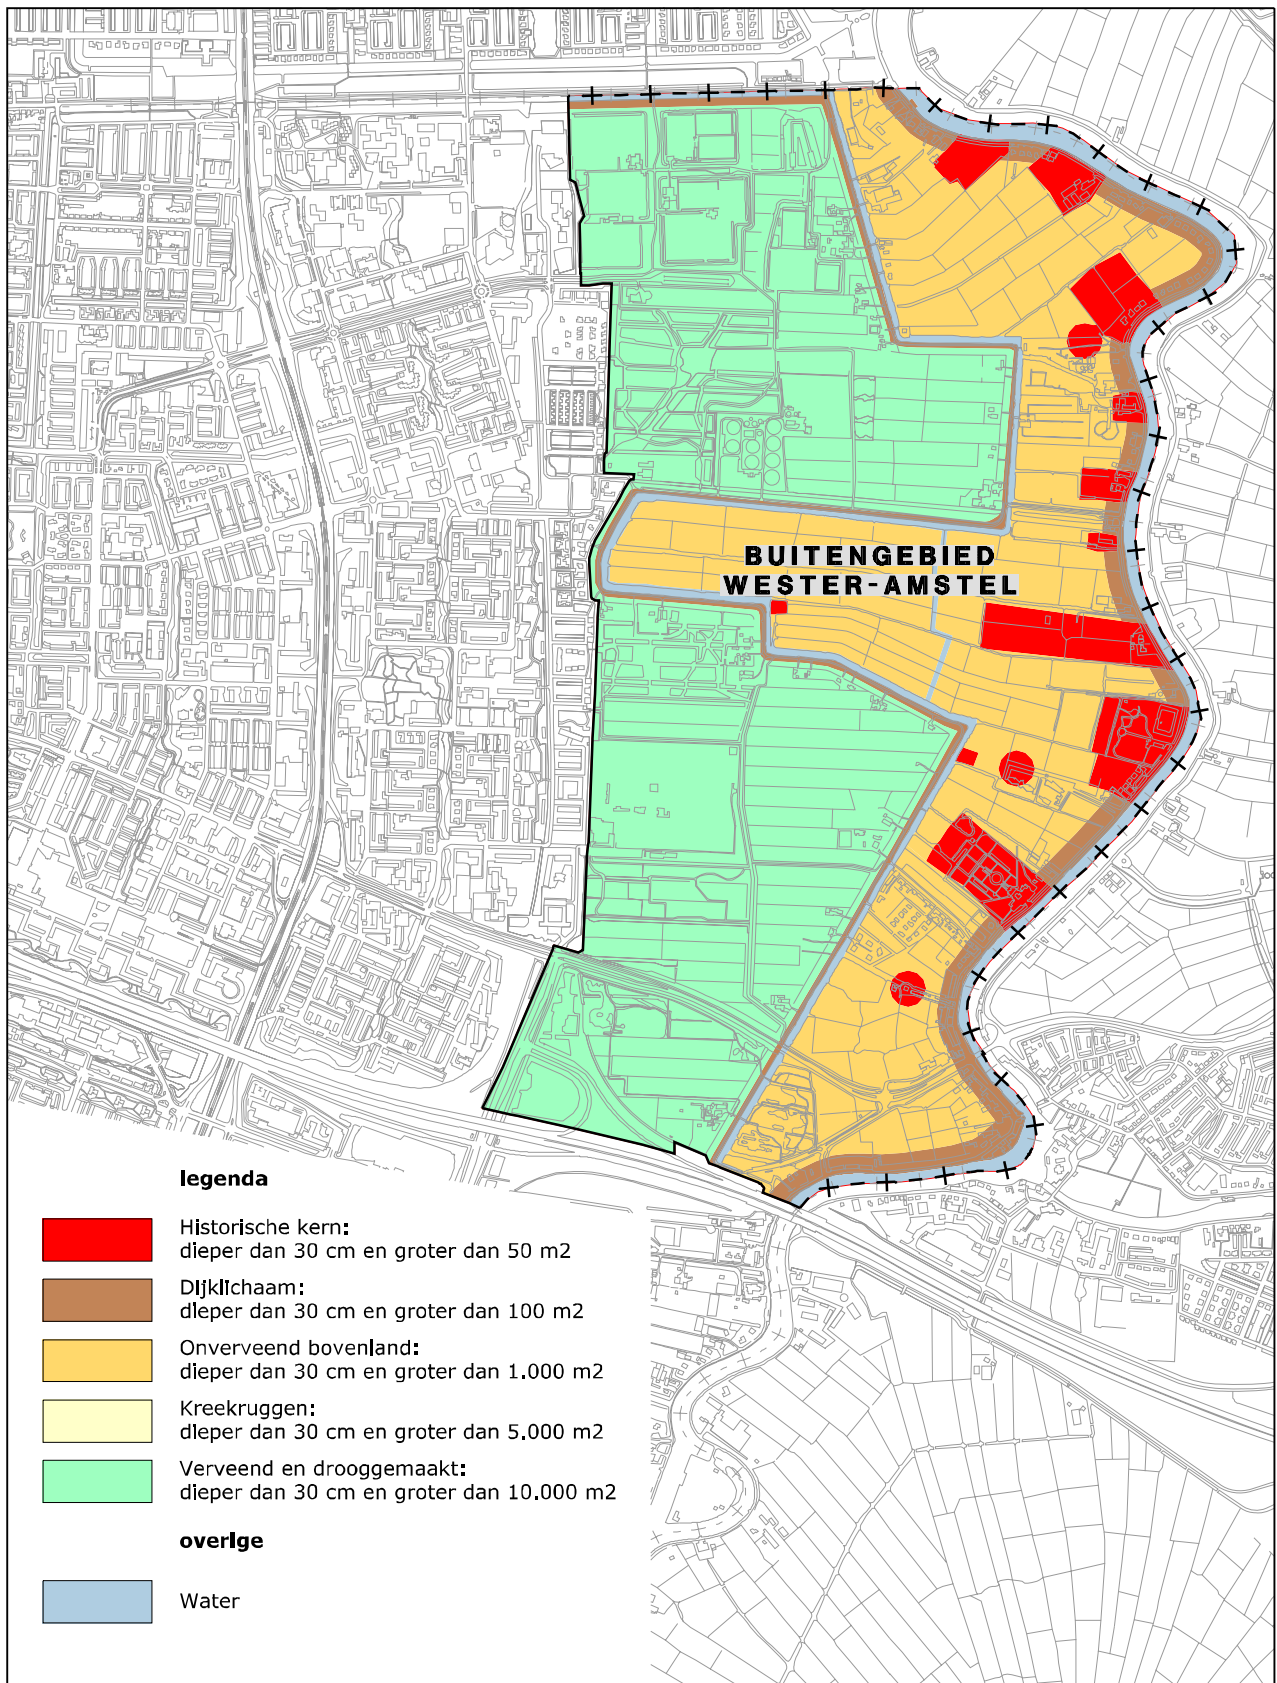 BUITENGEBIED
WESTER-AMSTEL
legenda
Historische kern:
dieper dan 30 cm en groter dan 50 m2
Dijklichaam:
dieper dan 30 cm en groter dan 100 m2
Onverveend bovenland:
dieper dan 30 cm en groter dan 1.000 m2
Kreekruggen:
dieper dan 30 cm en groter dan 5.000 m2
Verveend en drooggemaakt:
dieper dan 30 cm en groter dan 10.000 m2
overige
Water